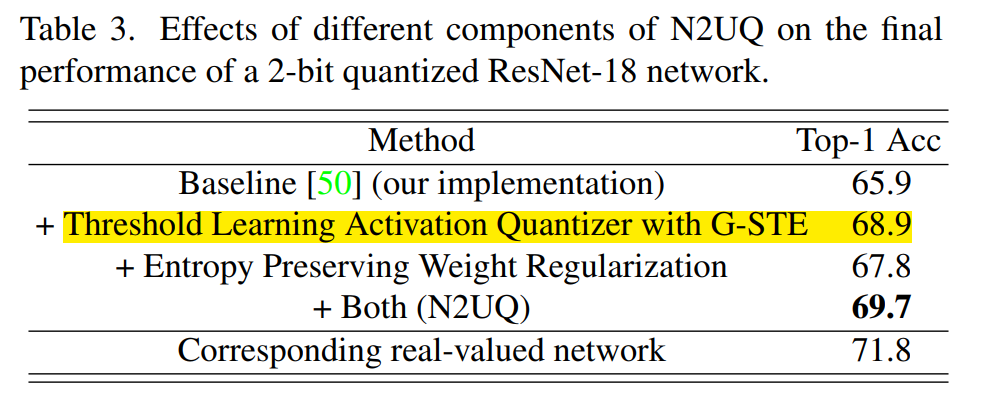 Table 3. Effects of different components of N2UQ on the final
performance of a 2-bit quantized ResNet-18 network.
Method Top-1 Acc
Baseline [50] (our implementation) 65.9
+ Threshold Learning Activation Quantizer with G-STE 68.9
+ Entropy Preserving Weight Regularization 67.8
+ Both (N2UQ) 69.7
Corresponding real-valued network 71.8